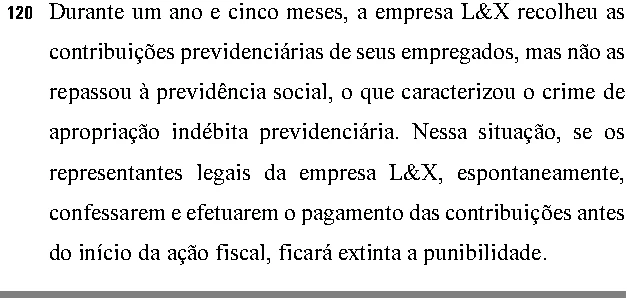 120 Durante um ano e cinco meses, a empresa L&X recolheu as
contribuições previdenciárias de seus empregados, mas não as
repassou à previdência social, o que caracterizou o crime de
apropriação indébita previdenciária. Nessa situação, se os
representantes legais da empresa L&X, espontaneamente,
confessarem e efetuarem o pagamento das contribuições antes
do início da ação fiscal, ficará extinta a punibilidade.